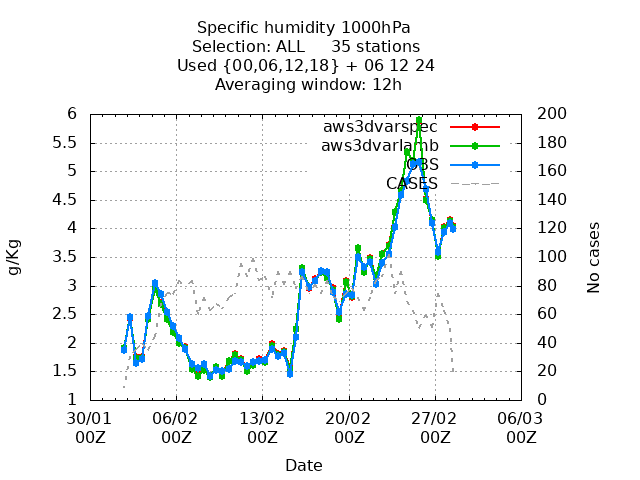 Specific humidity 1000hPa
Selection: ALL 35 stations
Used {00,06,12,18} + 06 12 24
Averaging window: 12h
6
5.5
5
4.5
4
3.5
3
2.5
2
1.5
1
g/Kg
200
180
160
140
120
100
80
60
40
20
0
No cases
aws3dvarspec
aws3dvarlamb
OBS
CASES
30/01 06/02 13/02 20/02 27/02 06/03
00Z 00Z 00Z 00Z 00Z 00Z
Date